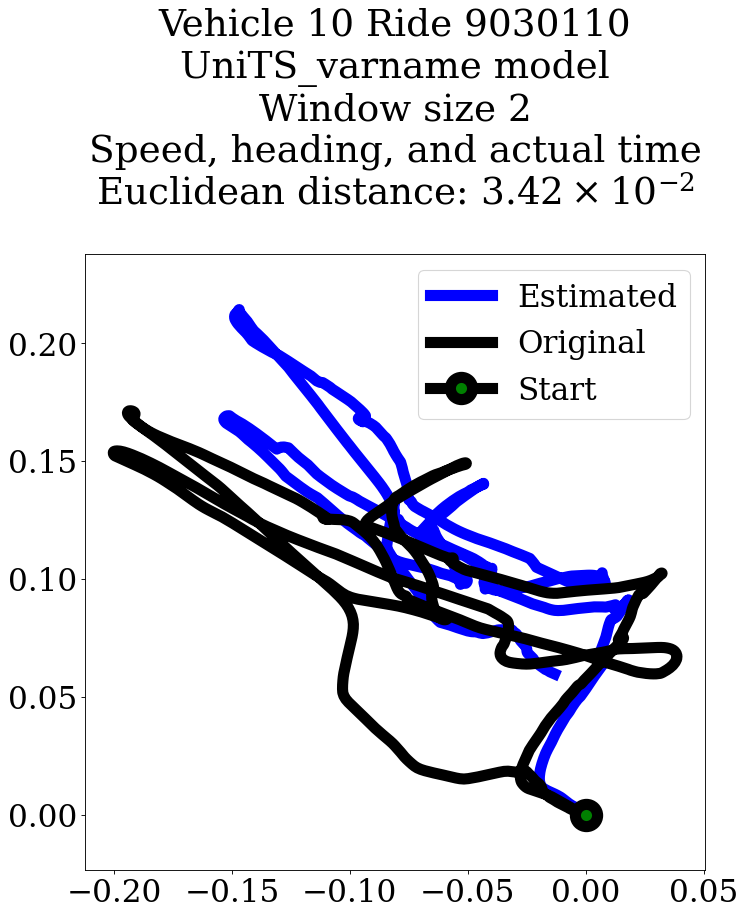 Vehicle 10 Ride 9030110
UniTS_varname model
Window size 2
Speed, heading, and actual time
Euclidean distance: 3.42 × 10⁻²
Estimated
Original
Start
0.20
0.15
0.10
0.05
0.00
−0.20 −0.15 −0.10 −0.05 0.00 0.05